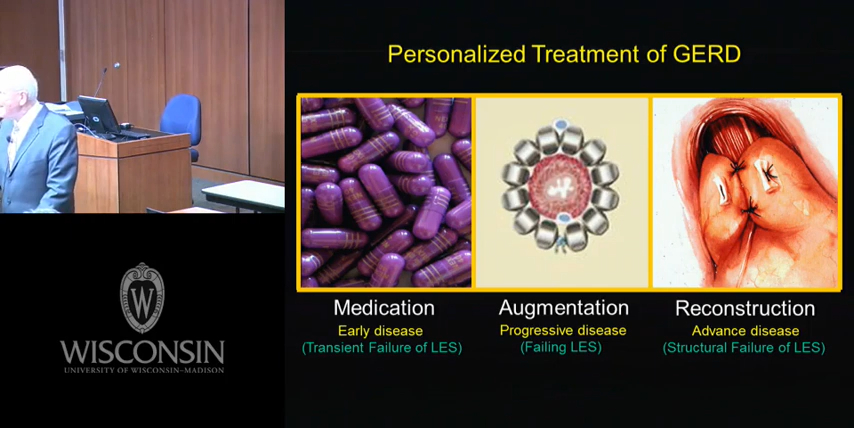 Personalized Treatment of GERD
Medication
Early disease
(Transient Failure of LES)
Augmentation
Progressive disease
(Failing LES)
Reconstruction
Advance disease
(Structural Failure of LES)
W
WISCONSIN
UNIVERSITY OF WISCONSIN–MADISON